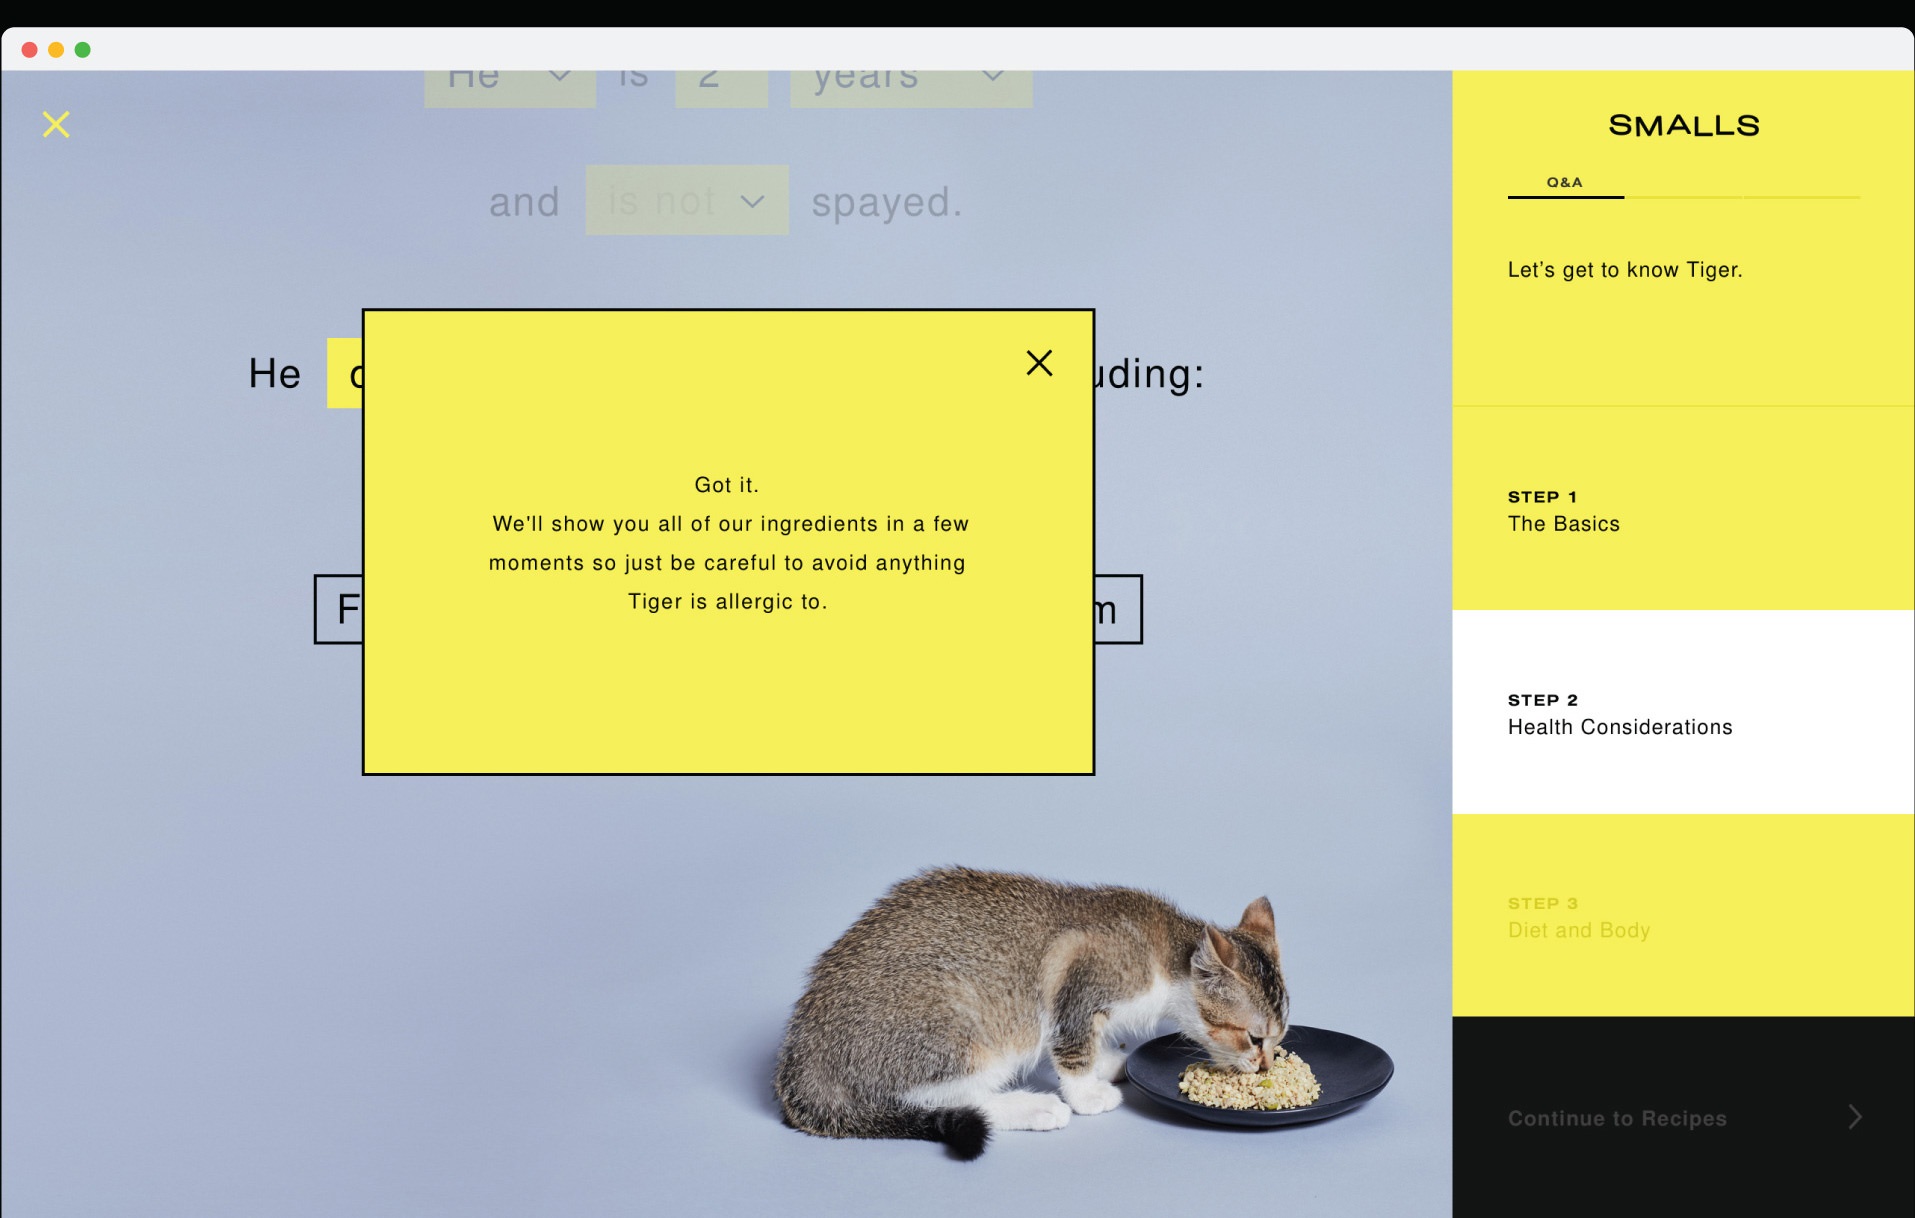 He is 2 years
and is not spayed.
He
uding:
Got it.
We'll show you all of our ingredients in a few
moments so just be careful to avoid anything
Tiger is allergic to.
F
m
SMALLS
Q&A
Let's get to know Tiger.
STEP 1
The Basics
STEP 2
Health Considerations
STEP 3
Diet and Body
Continue to Recipes